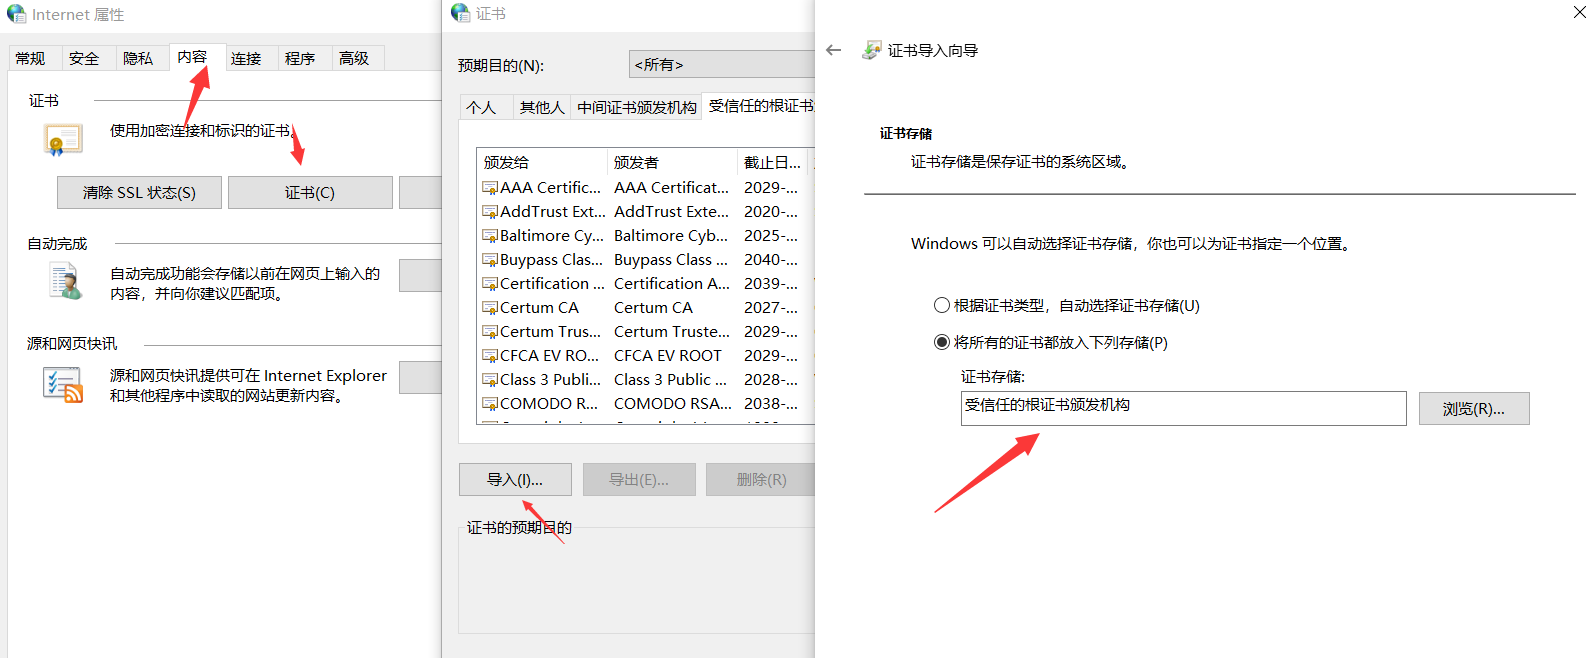 Internet 属性
常规 安全 隐私 内容 连接 程序 高级
证书
使用加密连接和标识的证书。
清除 SSL 状态(S) 证书(C)
自动完成
自动完成功能会存储以前在网页上输入的
内容，并向你建议匹配项。
源和网页快讯
源和网页快讯提供可在 Internet Explorer
和其他程序中读取的网站更新内容。
证书
预期目的(N): <所有>
个人 其他人 中间证书颁发机构 受信任的根证书
颁发给 颁发者 截止日...
AAA Certific... AAA Certificat... 2029-...
AddTrust Ext... AddTrust Exte... 2020-...
Baltimore Cy... Baltimore Cyb... 2025-...
Buypass Clas... Buypass Class ... 2040-...
Certification ... Certification A... 2039-...
Certum CA Certum CA 2027-...
Certum Trus... Certum Truste... 2029-...
CFCA EV RO... CFCA EV ROOT 2029-...
Class 3 Publi... Class 3 Public ... 2028-...
COMODO R... COMODO RSA... 2038-...
导入(I)... 导出(E)... 删除(R)
证书的预期目的
证书导入向导
证书存储
证书存储是保存证书的系统区域。
Windows 可以自动选择证书存储，你也可以为证书指定一个位置。
根据证书类型，自动选择证书存储(U)
将所有的证书都放入下列存储(P)
证书存储:
受信任的根证书颁发机构 浏览(R)...